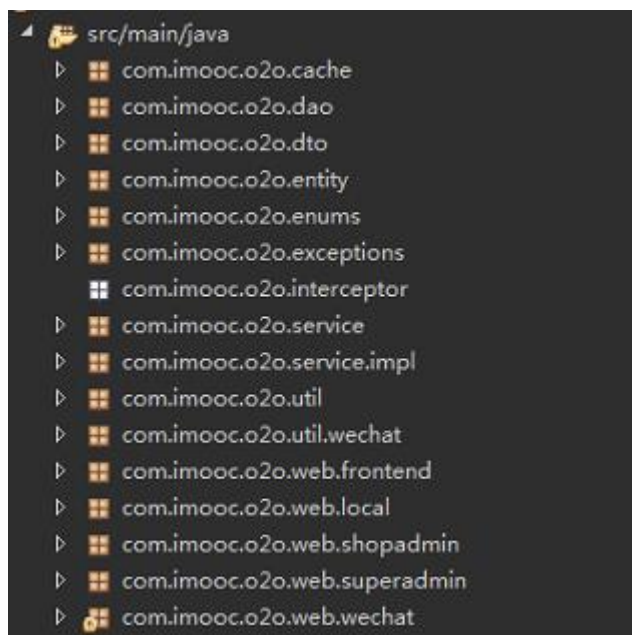 src/main/java
com.imooc.o2o.cache
com.imooc.o2o.dao
com.imooc.o2o.dto
com.imooc.o2o.entity
com.imooc.o2o.enums
com.imooc.o2o.exceptions
com.imooc.o2o.interceptor
com.imooc.o2o.service
com.imooc.o2o.service.impl
com.imooc.o2o.util
com.imooc.o2o.util.wechat
com.imooc.o2o.web.frontend
com.imooc.o2o.web.local
com.imooc.o2o.web.shopadmin
com.imooc.o2o.web.superadmin
com.imooc.o2o.web.wechat